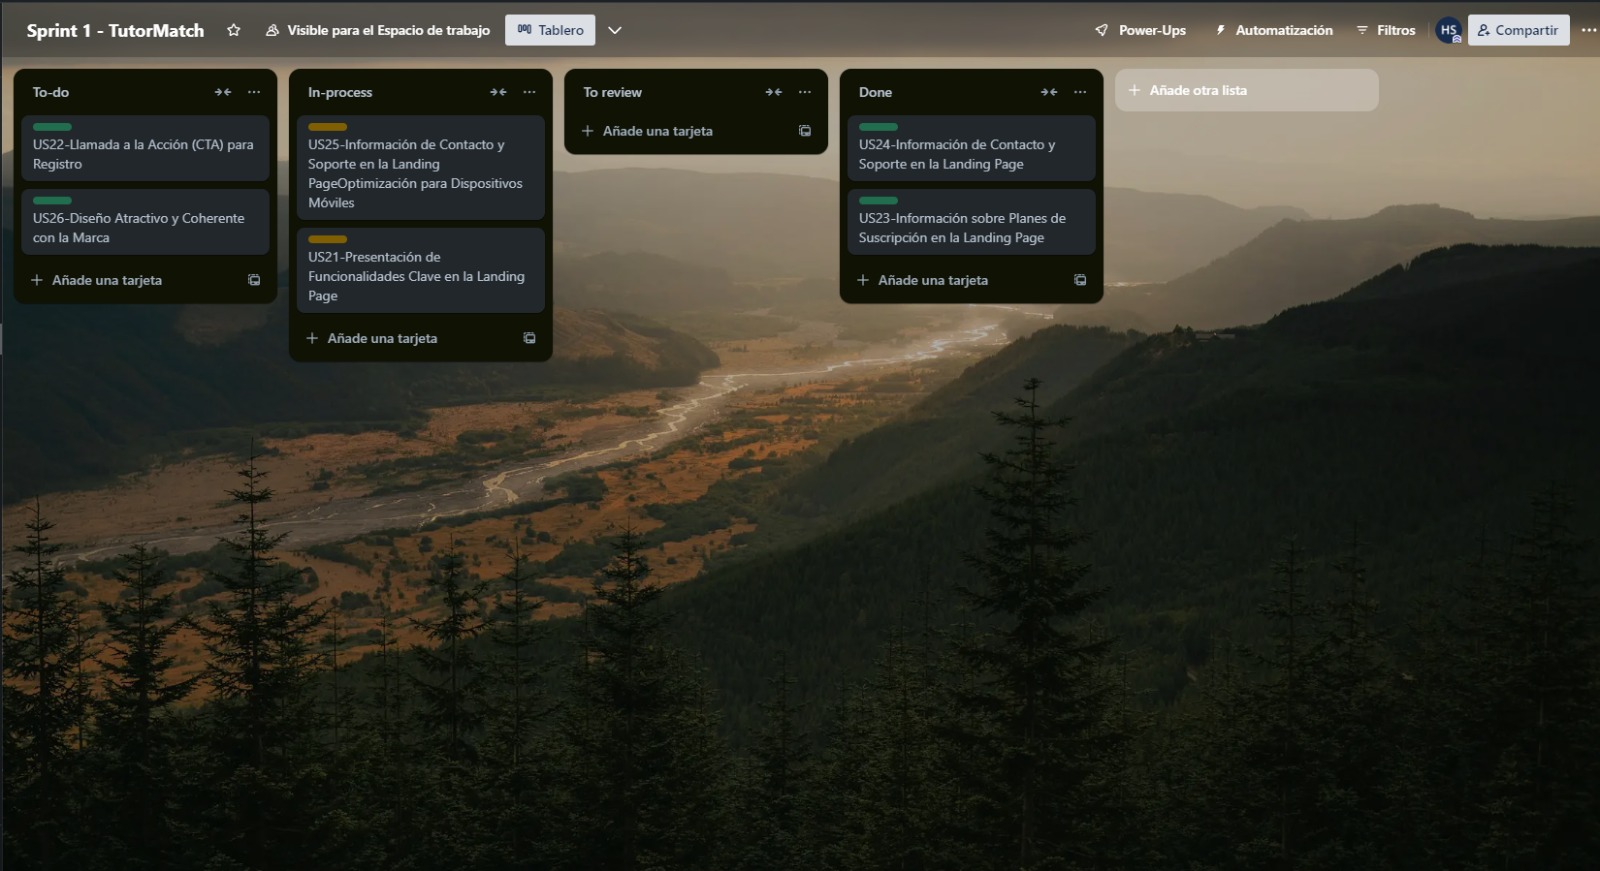 Sprint 1 - TutorMatch
Visible para el Espacio de trabajo
Tablero
Power-Ups
Automatización
Filtros
HS
Compartir
To-do
US22-Llamada a la Acción (CTA) para
Registro
US26-Diseño Atractivo y Coherente
con la Marca
Añade una tarjeta
In-process
US25-Información de Contacto y
Soporte en la Landing
PageOptimización para Dispositivos
Móviles
US21-Presentación de
Funcionalidades Clave en la Landing
Page
Añade una tarjeta
To review
Añade una tarjeta
Done
US24-Información de Contacto y
Soporte en la Landing Page
US23-Información sobre Planes de
Suscripción en la Landing Page
Añade una tarjeta
Añade otra lista